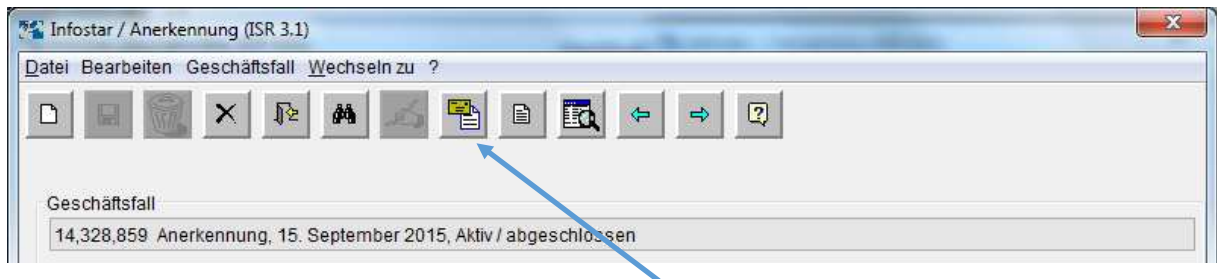 Infostar / Anerkennung (ISR 3.1)
Datei Bearbeiten Geschäftsfall Wechseln zu ?
Geschäftsfall
14,328,859 Anerkennung, 15. September 2015, Aktiv / abgeschlossen